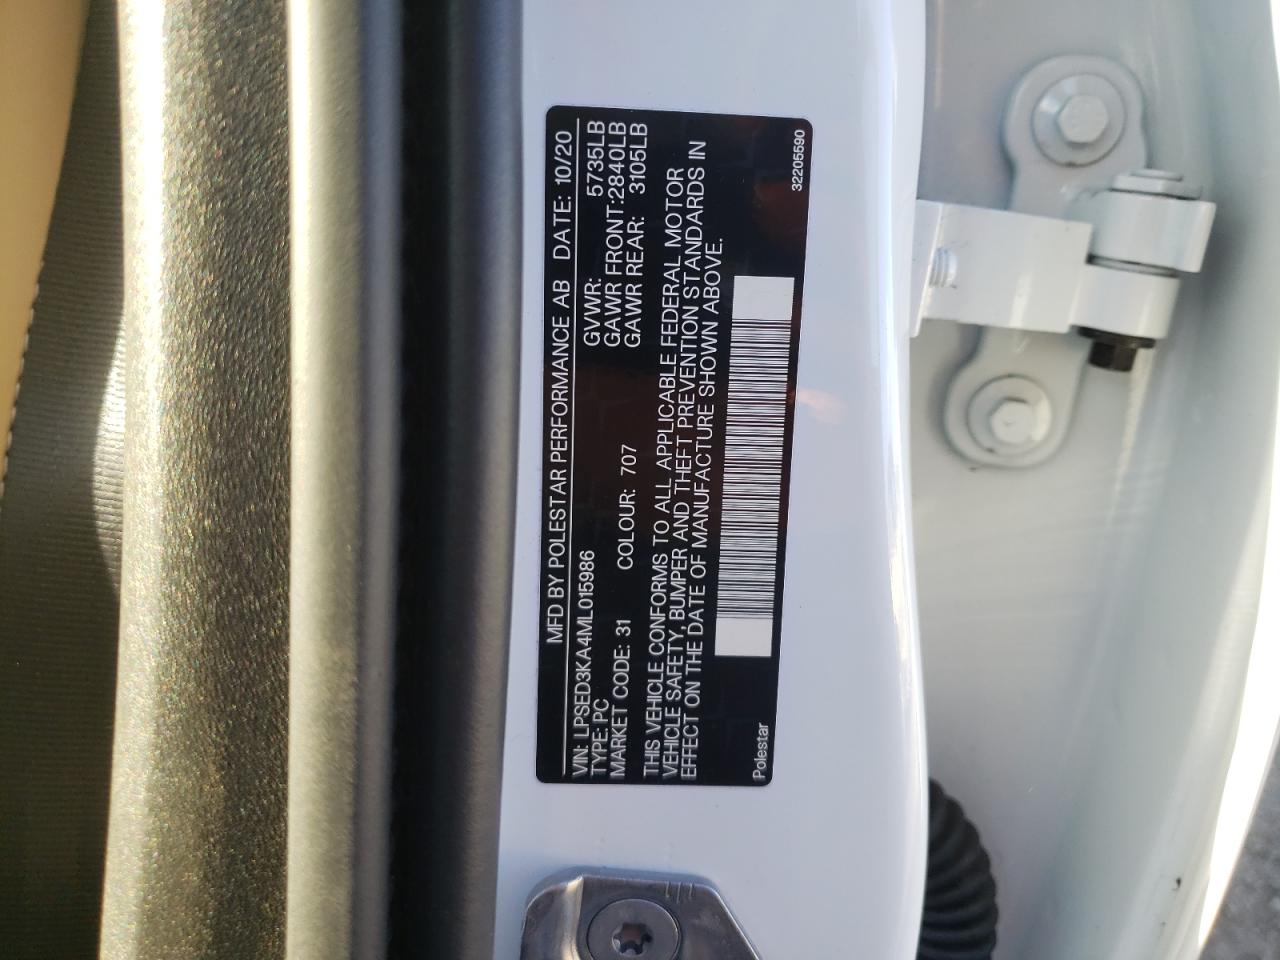 MFD BY POLESTAR PERFORMANCE AB DATE: 10/20
VIN: LPSED3KA4ML015986 GVWR: 5735LB
TYPE: PC GAWR FRONT:2840LB
MARKET CODE: 31 COLOUR: 707 GAWR REAR: 3105LB
THIS VEHICLE CONFORMS TO ALL APPLICABLE FEDERAL MOTOR
VEHICLE SAFETY, BUMPER AND THEFT PREVENTION STANDARDS IN
EFFECT ON THE DATE OF MANUFACTURE SHOWN ABOVE.
Polestar 32205590